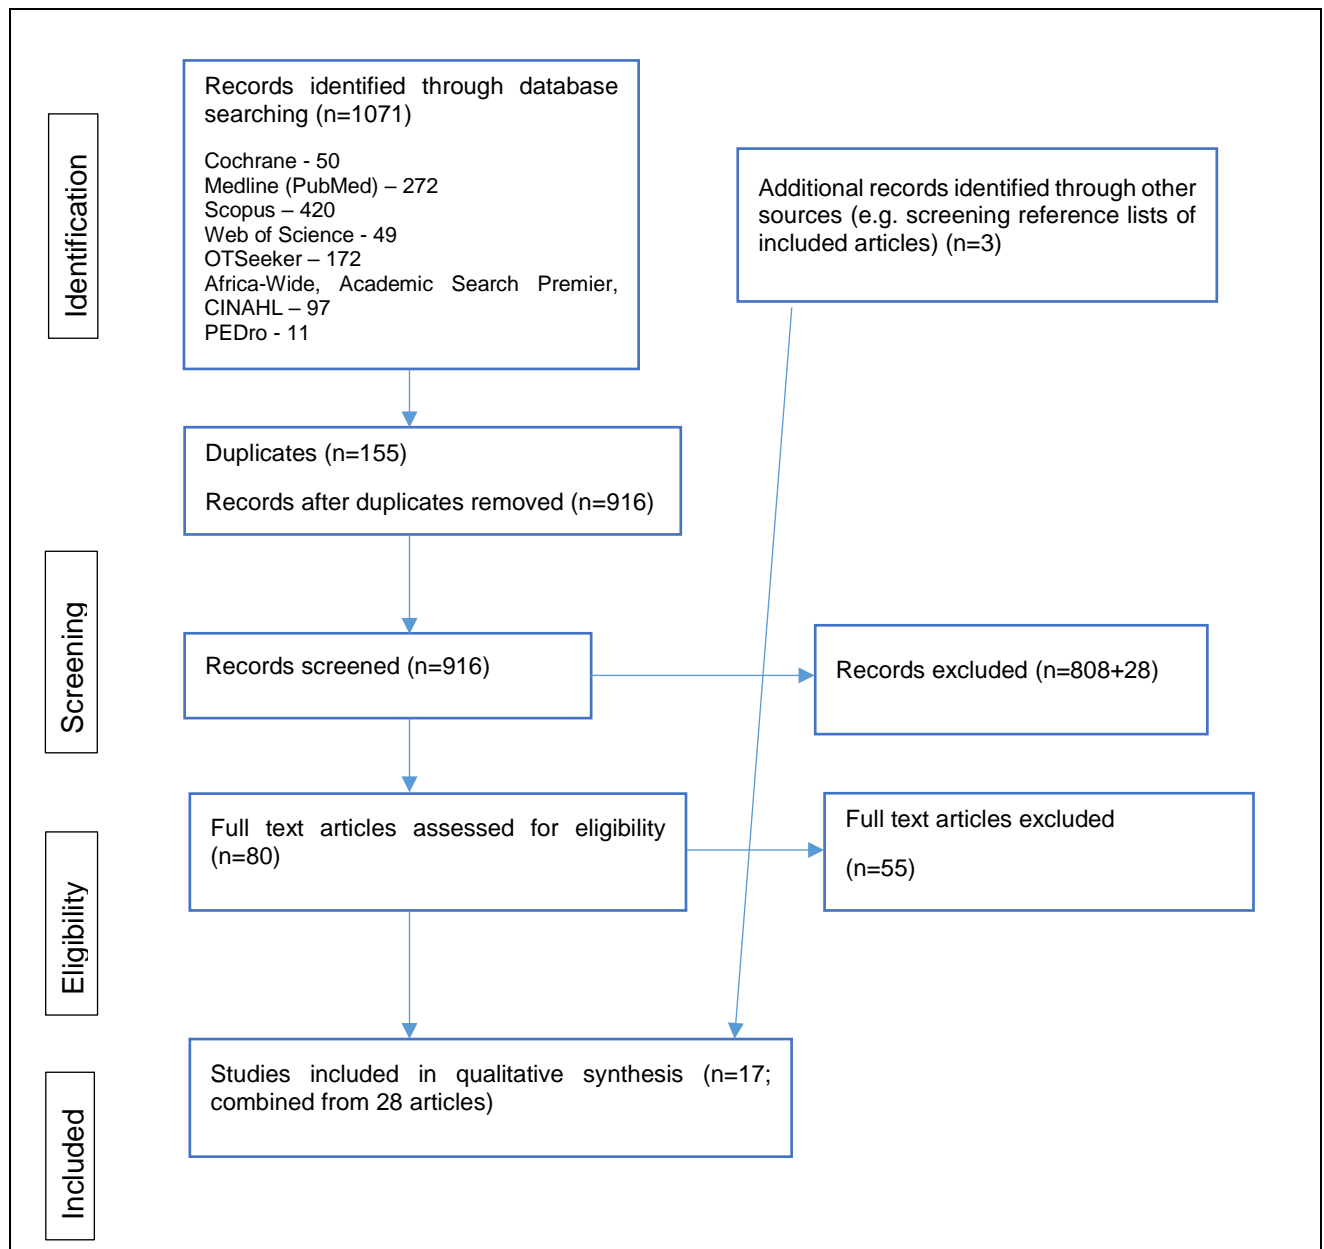 Identification
Records identified through database
searching (n=1071)
Cochrane - 50
Medline (PubMed) – 272
Scopus – 420
Web of Science - 49
OTSeeker – 172
Africa-Wide, Academic Search Premier,
CINAHL – 97
PEDro - 11
Additional records identified through other
sources (e.g. screening reference lists of
included articles) (n=3)
Duplicates (n=155)
Records after duplicates removed (n=916)
Screening
Records screened (n=916)
Records excluded (n=808+28)
Eligibility
Full text articles assessed for eligibility
(n=80)
Full text articles excluded
(n=55)
Included
Studies included in qualitative synthesis (n=17;
combined from 28 articles)